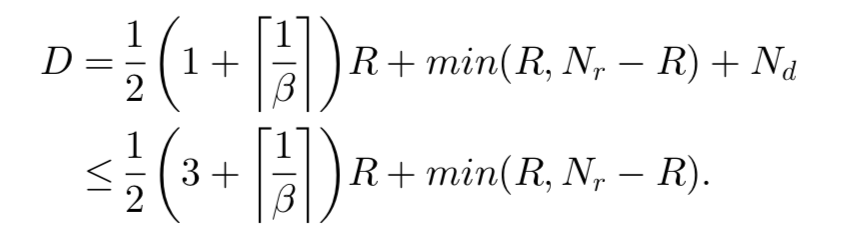 D = \frac{1}{2} \left( 1 + \left\lceil \frac{1}{\beta} \right\rceil \right) R + min(R, N_r - R) + N_d
\leq \frac{1}{2} \left( 3 + \left\lceil \frac{1}{\beta} \right\rceil \right) R + min(R, N_r - R).